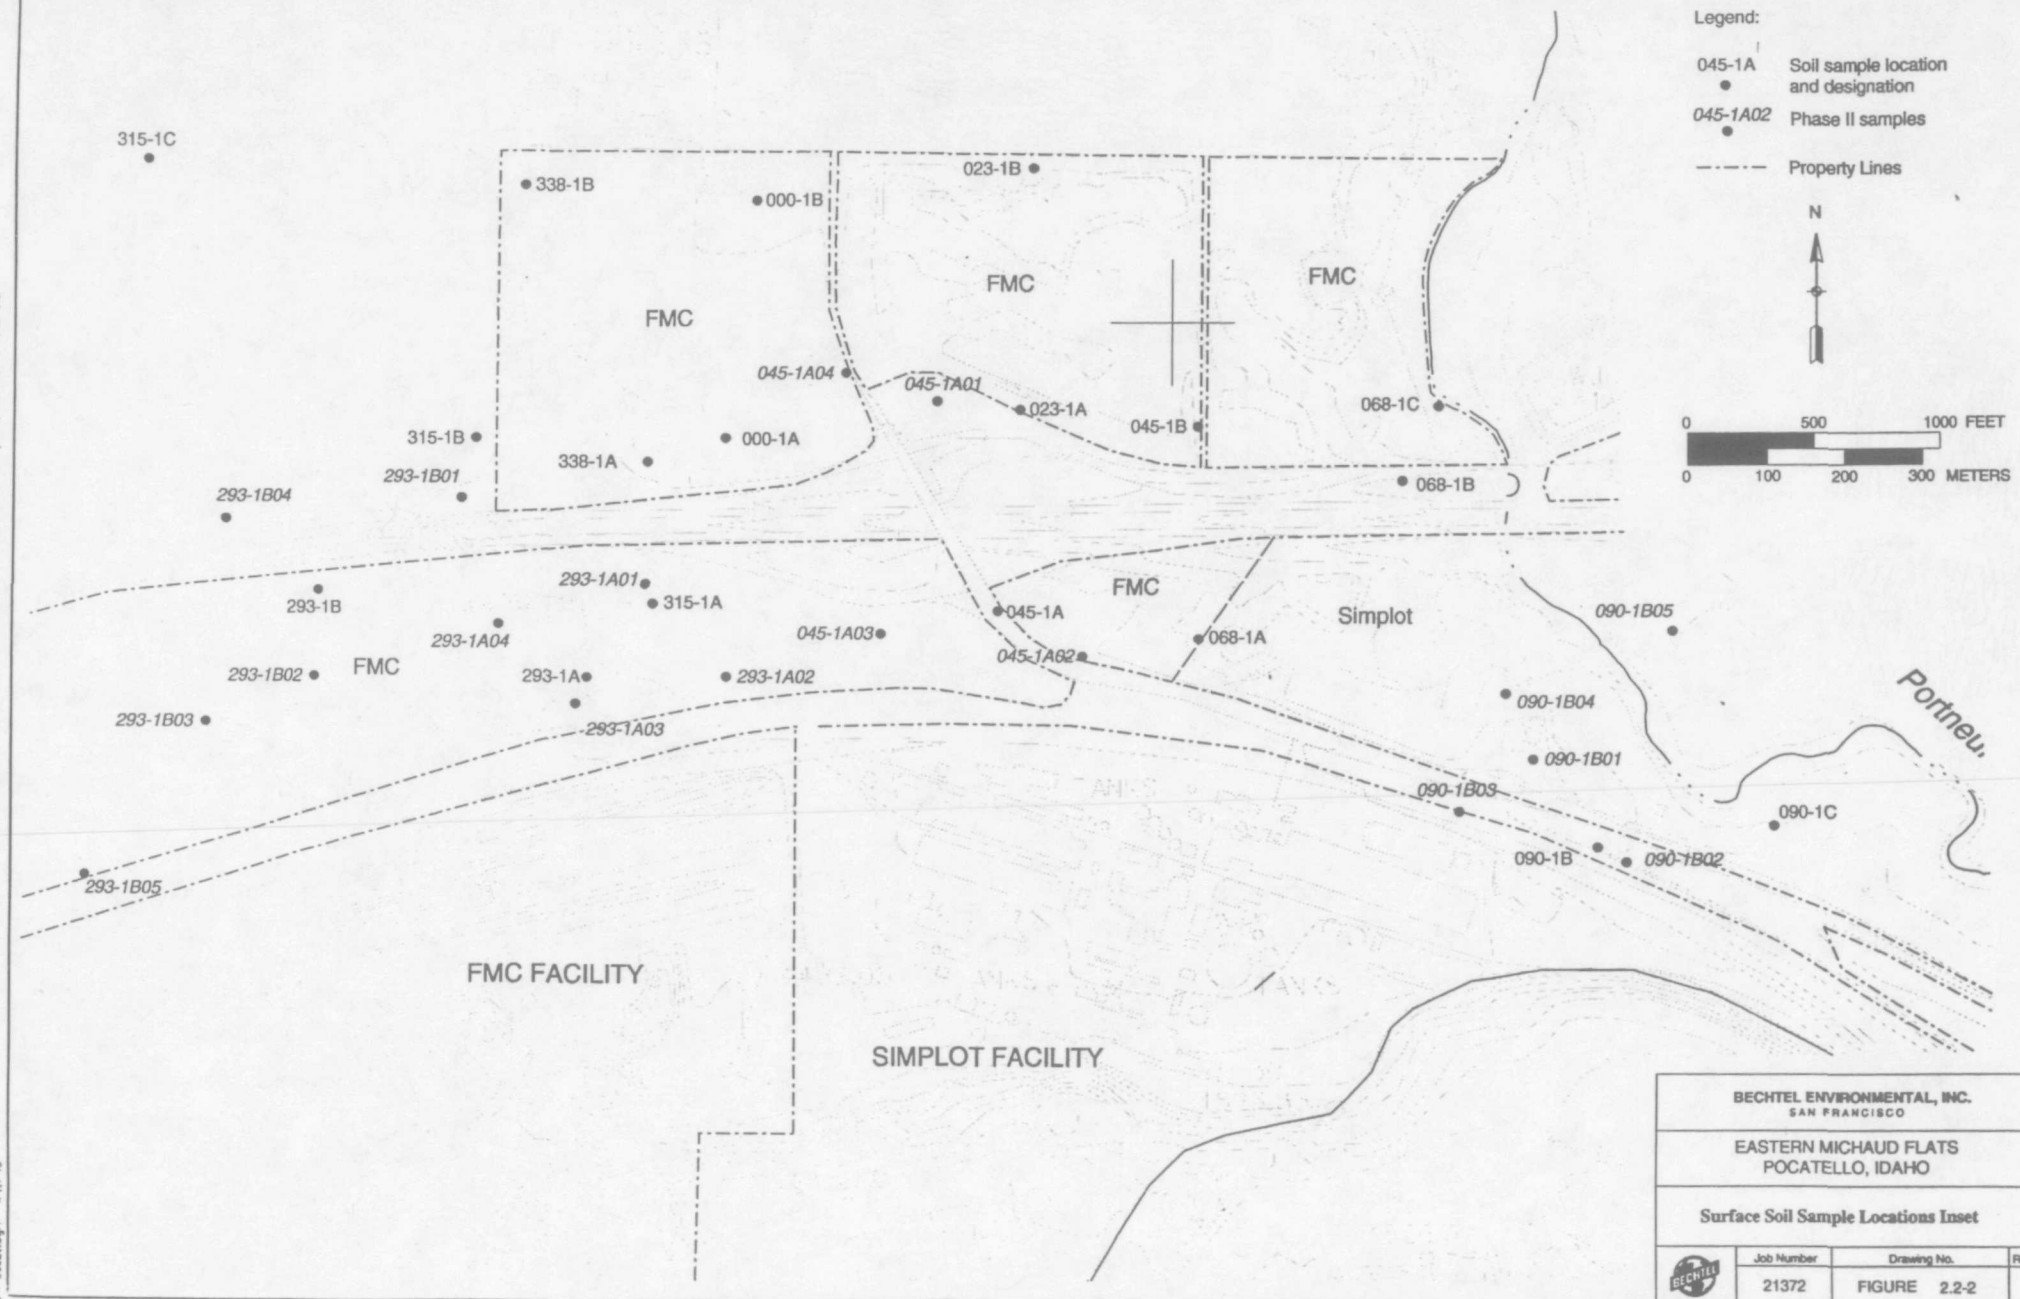 Legend:
045-1A Soil sample location
and designation
045-1A02 Phase II samples
Property Lines
N
0 500 1000 FEET
0 100 200 300 METERS
315-1C
338-1B
000-1B
023-1B
FMC
FMC
FMC
045-1A04
045-1A01
023-1A
068-1C
045-1B
315-1B
000-1A
338-1A
293-1B01
068-1B
293-1B04
293-1A01
315-1A
293-1B
FMC
045-1A
Simplot
090-1B05
293-1A04
045-1A03
068-1A
045-1A02
FMC
293-1B02
293-1A
293-1A02
090-1B04
Portneu
293-1B03
293-1A03
090-1B01
090-1B03
090-1C
090-1B
090-1B02
293-1B05
FMC FACILITY
SIMPLOT FACILITY
BECHTEL ENVIRONMENTAL, INC.
SAN FRANCISCO
EASTERN MICHAUD FLATS
POCATELLO, IDAHO
Surface Soil Sample Locations Inset
BECHTEL
Job Number Drawing No.
21372 FIGURE 2.2-2